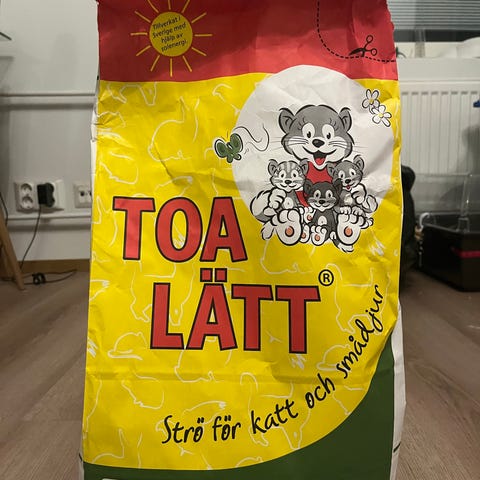 Tillverkat i
Sverige med
hjälp av
solenergi
TOA
LÄTT®
Strö för katt och smådjur